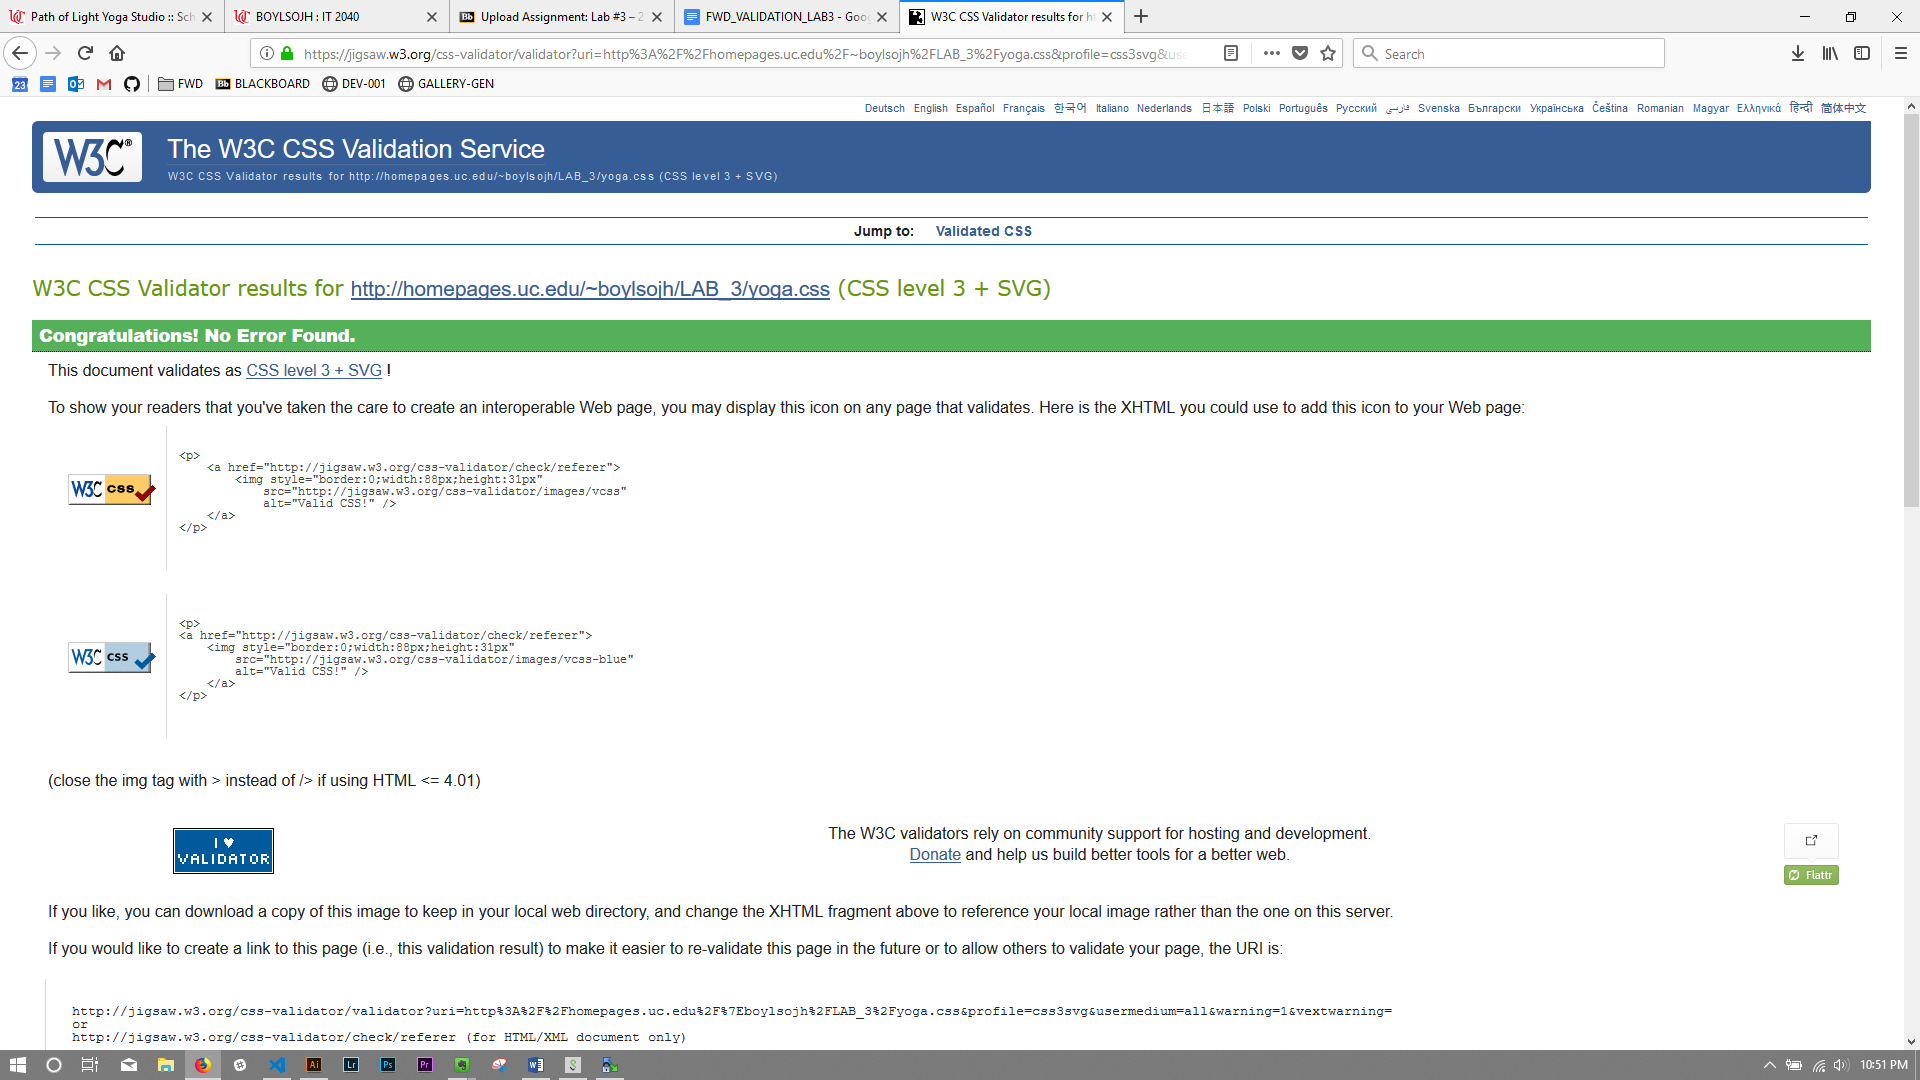 Path of Light Yoga Studio :: Sch
BOYLSOJH : IT 2040
Upload Assignment: Lab #3 – 2
FWD_VALIDATION_LAB3 - Goog
W3C CSS Validator results for ht
https://jigsaw.w3.org/css-validator/validator?uri=http%3A%2F%2Fhomepages.uc.edu%2F~boylsojh%2FLAB_3%2Fyoga.css&profile=css3svg&use
Search
23
FWD
Bb BLACKBOARD
DEV-001
GALLERY-GEN
Deutsch English Español Français 한국어 Italiano Nederlands 日本語 Polski Português Русский فارسی Svenska Български Українська Čeština Romanian Magyar Ελληνικά हिन्दी 简体中文
W3C®
The W3C CSS Validation Service
W3C CSS Validator results for http://homepages.uc.edu/~boylsojh/LAB_3/yoga.css (CSS level 3 + SVG)
Jump to: Validated CSS
W3C CSS Validator results for http://homepages.uc.edu/~boylsojh/LAB_3/yoga.css (CSS level 3 + SVG)
Congratulations! No Error Found.
This document validates as CSS level 3 + SVG !
To show your readers that you've taken the care to create an interoperable Web page, you may display this icon on any page that validates. Here is the XHTML you could use to add this icon to your Web page:
W3C CSS
<p>
<a href="http://jigsaw.w3.org/css-validator/check/referer">
<img style="border:0;width:88px;height:31px"
src="http://jigsaw.w3.org/css-validator/images/vcss"
alt="Valid CSS!" />
</a>
</p>
W3C CSS
<p>
<a href="http://jigsaw.w3.org/css-validator/check/referer">
<img style="border:0;width:88px;height:31px"
src="http://jigsaw.w3.org/css-validator/images/vcss-blue"
alt="Valid CSS!" />
</a>
</p>
(close the img tag with > instead of /> if using HTML <= 4.01)
I ♥
VALIDATOR
The W3C validators rely on community support for hosting and development.
Donate and help us build better tools for a better web.
Flattr
If you like, you can download a copy of this image to keep in your local web directory, and change the XHTML fragment above to reference your local image rather than the one on this server.
If you would like to create a link to this page (i.e., this validation result) to make it easier to re-validate this page in the future or to allow others to validate your page, the URI is:
http://jigsaw.w3.org/css-validator/validator?uri=http%3A%2F%2Fhomepages.uc.edu%2F%7Eboylsojh%2FLAB_3%2Fyoga.css&profile=css3svg&usermedium=all&warning=1&vextwarning=
or
http://jigsaw.w3.org/css-validator/check/referer (for HTML/XML document only)
Ai
Lr
Ps
Pr
10:51 PM